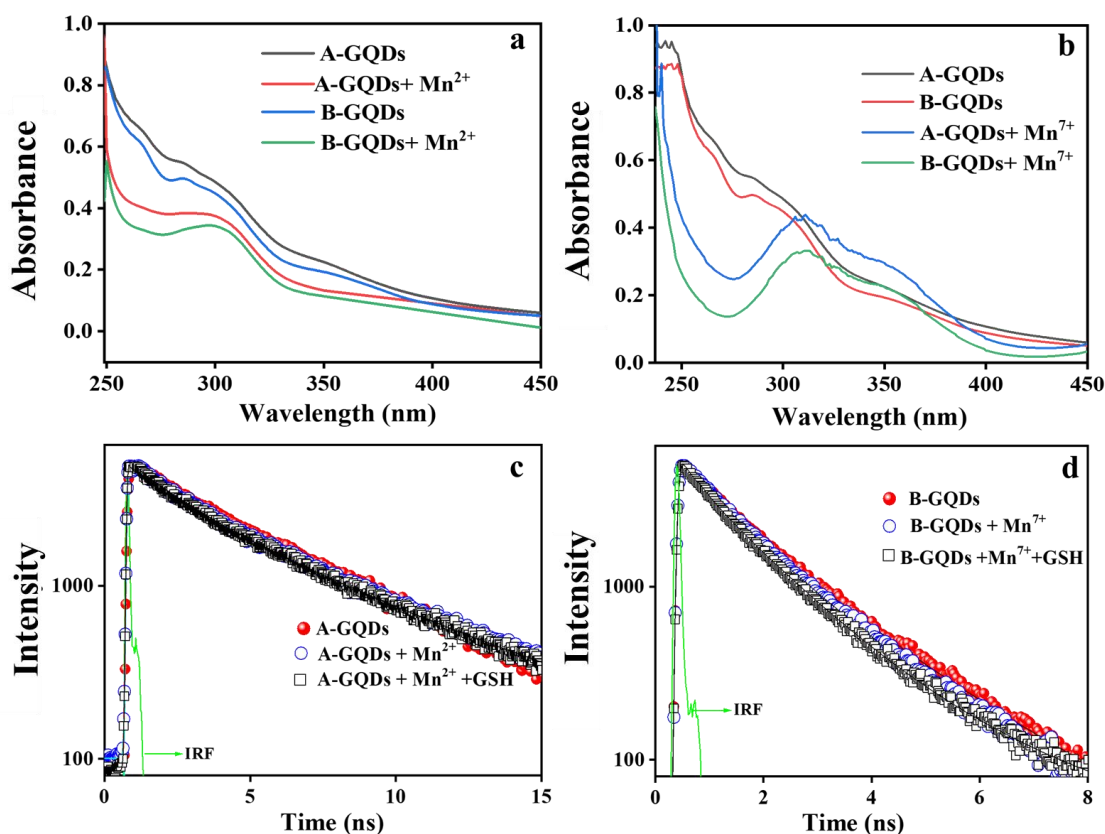 a
A-GQDs
A-GQDs+ Mn²⁺
B-GQDs
B-GQDs+ Mn²⁺
Absorbance
1.0
0.8
0.6
0.4
0.2
0.0
250 300 350 400 450
Wavelength (nm)
b
A-GQDs
B-GQDs
A-GQDs+ Mn⁷⁺
B-GQDs+ Mn⁷⁺
Absorbance
1.0
0.8
0.6
0.4
0.2
0.0
250 300 350 400 450
Wavelength (nm)
c
A-GQDs
A-GQDs + Mn²⁺
A-GQDs + Mn²⁺ +GSH
IRF
Intensity
1000
100
0 5 10 15
Time (ns)
d
B-GQDs
B-GQDs + Mn⁷⁺
B-GQDs +Mn⁷⁺+GSH
IRF
Intensity
1000
100
0 2 4 6 8
Time (ns)